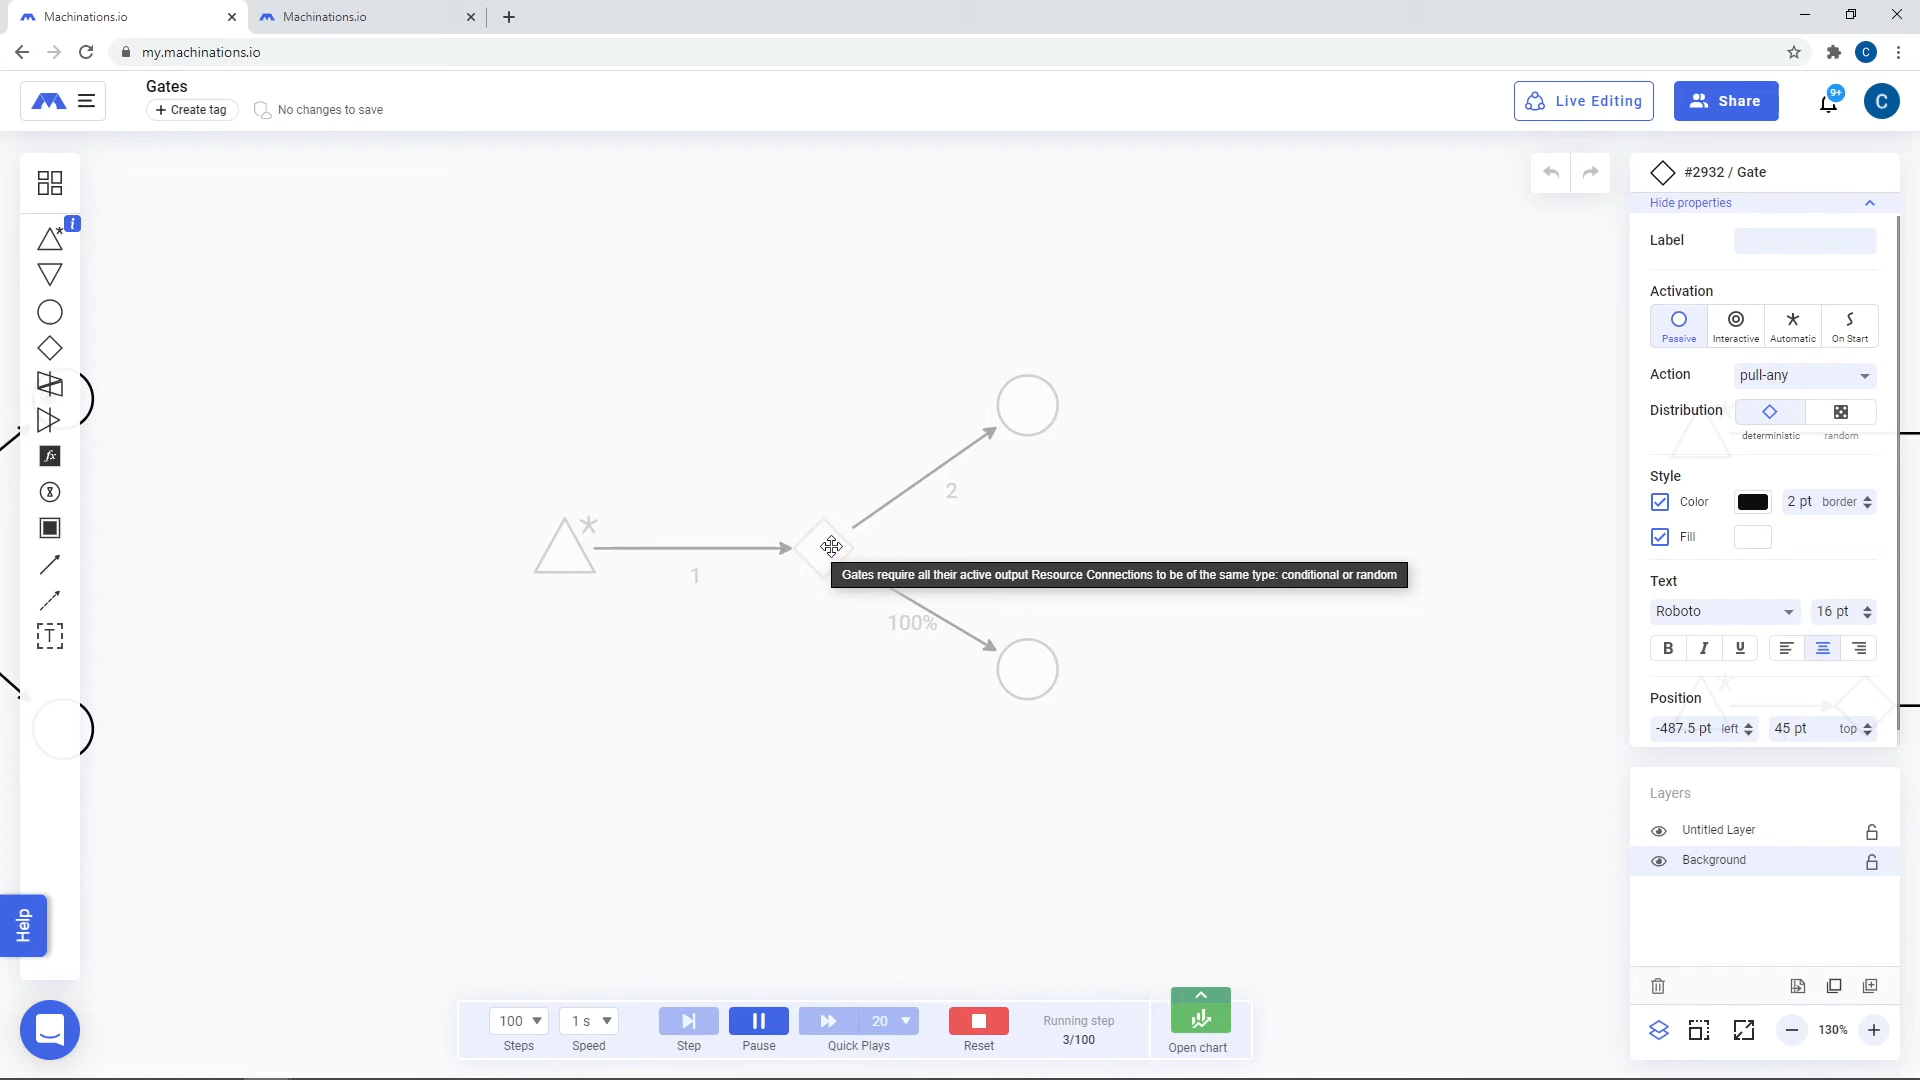 Machinations.io
Machinations.io
my.machinations.io
C
Gates
+ Create tag
No changes to save
Live Editing
Share
9+
C
i
fx
T
Help
2
1
100%
Gates require all their active output Resource Connections to be of the same type: conditional or random
#2932 / Gate
Hide properties
Label
Activation
Passive
Interactive
Automatic
On Start
Action
pull-any
Distribution
deterministic
random
Style
Color
2 pt
border
Fill
Text
Roboto
16 pt
B
I
U
Position
-487.5 pt
left
45 pt
top
Layers
Untitled Layer
Background
100
Steps
1 s
Speed
Step
Pause
20
Quick Plays
Reset
Running step
3/100
Open chart
130%